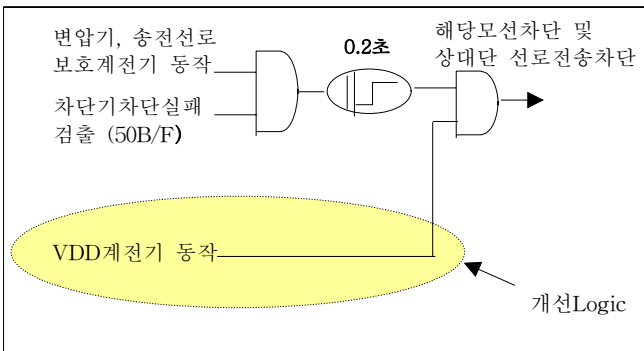 변압기, 송전선로
보호계전기 동작
차단기차단실패
검출 (50B/F)
0.2초
해당모선차단 및
상대단 선로전송차단
VDD계전기 동작
개선Logic